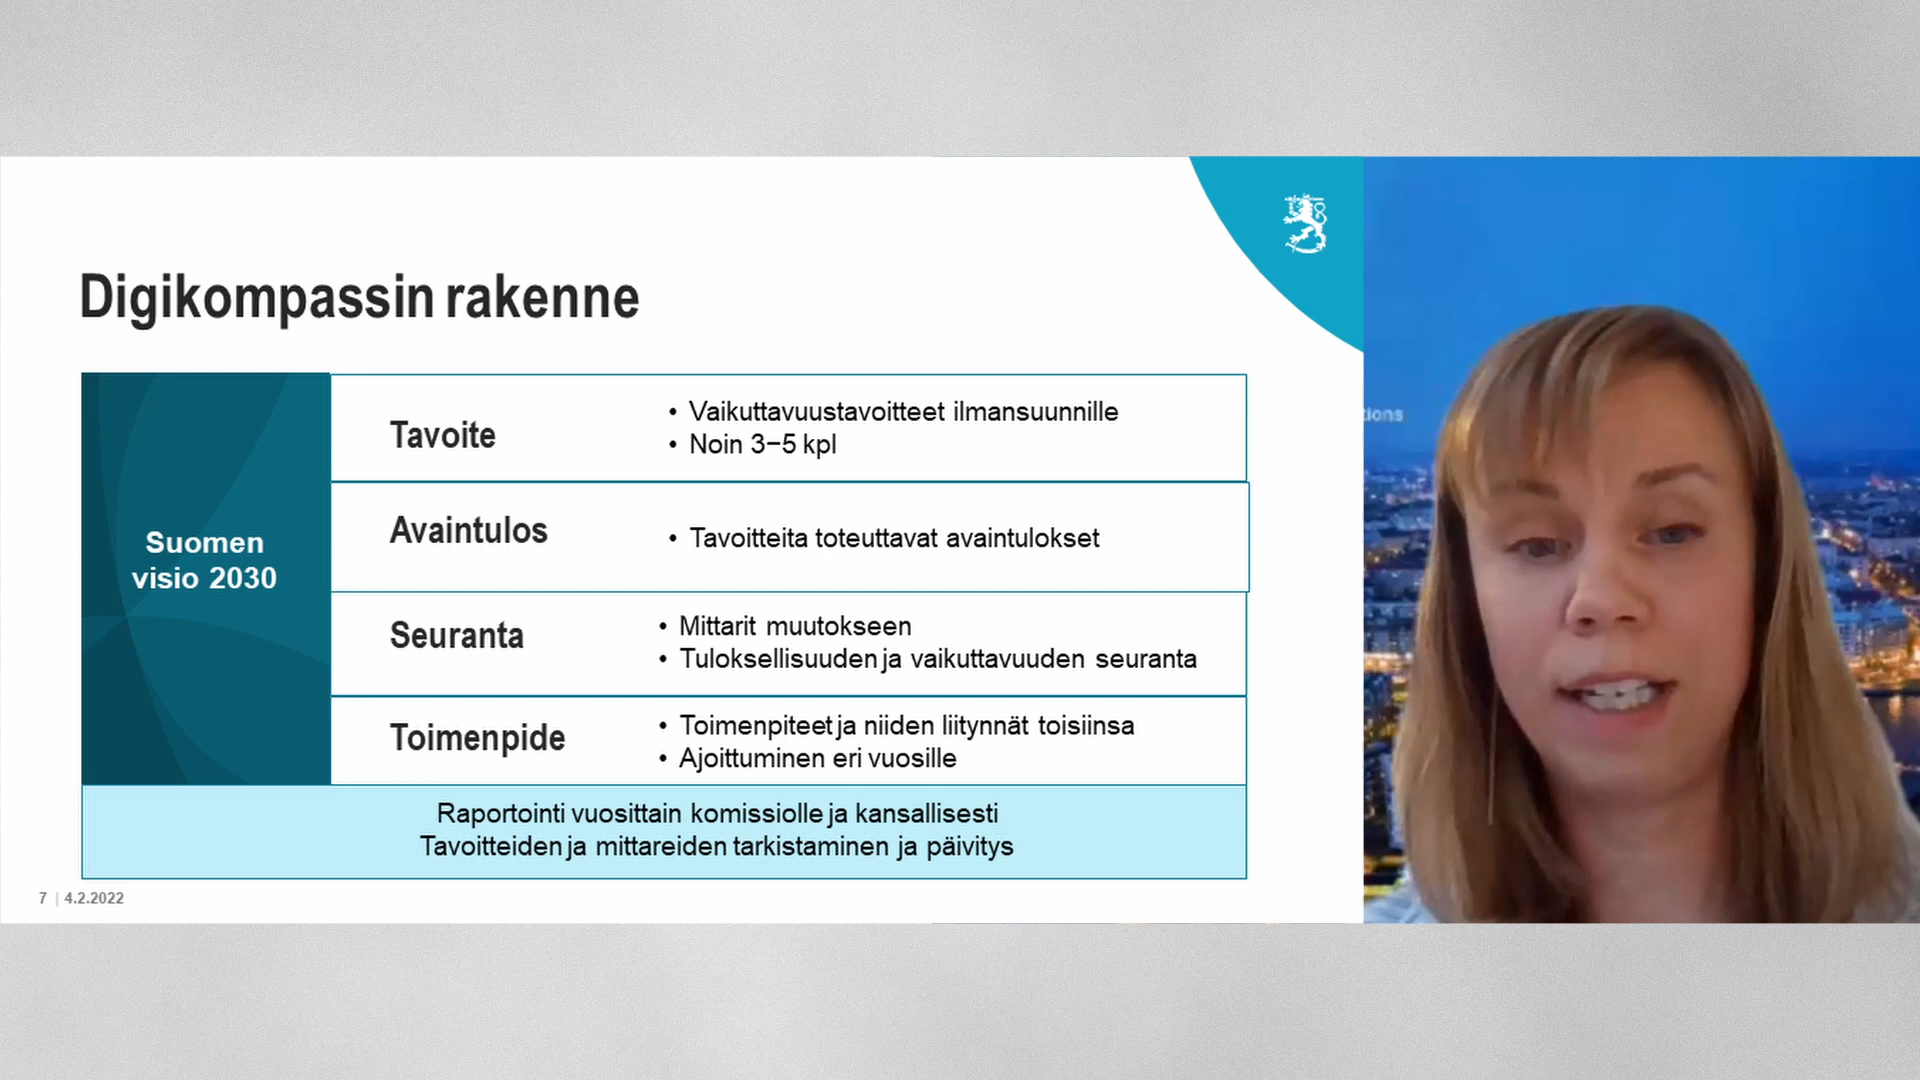 Digikompassin rakenne
Suomen
visio 2030
Tavoite
• Vaikuttavuustavoitteet ilmansuunnille
• Noin 3–5 kpl
Avaintulos
• Tavoitteita toteuttavat avaintulokset
Seuranta
• Mittarit muutokseen
• Tuloksellisuuden ja vaikuttavuuden seuranta
Toimenpide
• Toimenpiteet ja niiden liitynnät toisiinsa
• Ajoittuminen eri vuosille
Raportointi vuosittain komissiolle ja kansallisesti
Tavoitteiden ja mittareiden tarkistaminen ja päivitys
7 | 4.2.2022